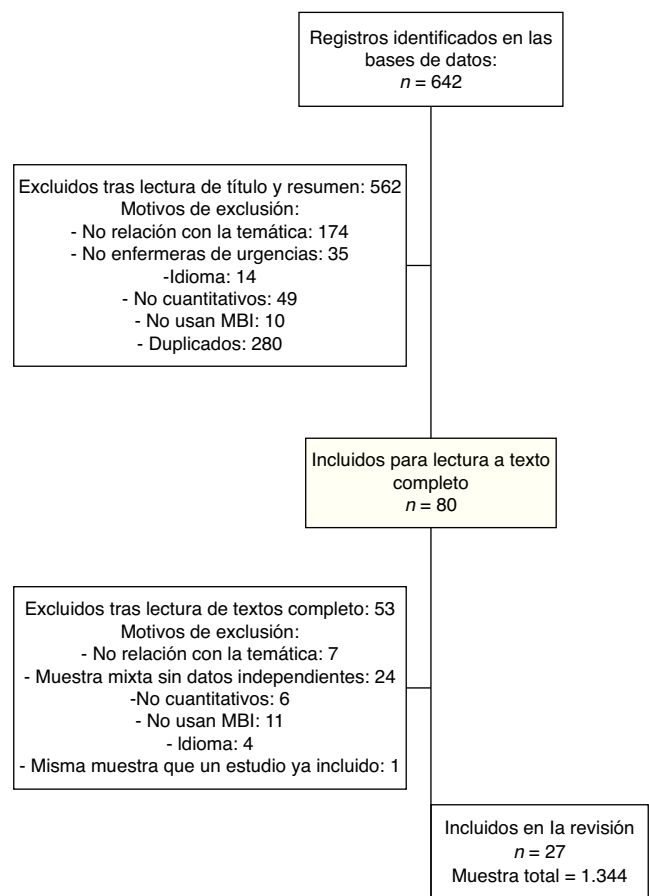 Registros identificados en las
bases de datos:
n = 642
Excluidos tras lectura de título y resumen: 562
Motivos de exclusión:
- No relación con la temática: 174
- No enfermeras de urgencias: 35
-Idioma: 14
- No cuantitativos: 49
- No usan MBI: 10
- Duplicados: 280
Incluidos para lectura a texto
completo
n = 80
Excluidos tras lectura de textos completo: 53
Motivos de exclusión:
- No relación con la temática: 7
- Muestra mixta sin datos independientes: 24
-No cuantitativos: 6
- No usan MBI: 11
- Idioma: 4
- Misma muestra que un estudio ya incluido: 1
Incluidos en la revisión
n = 27
Muestra total = 1.344